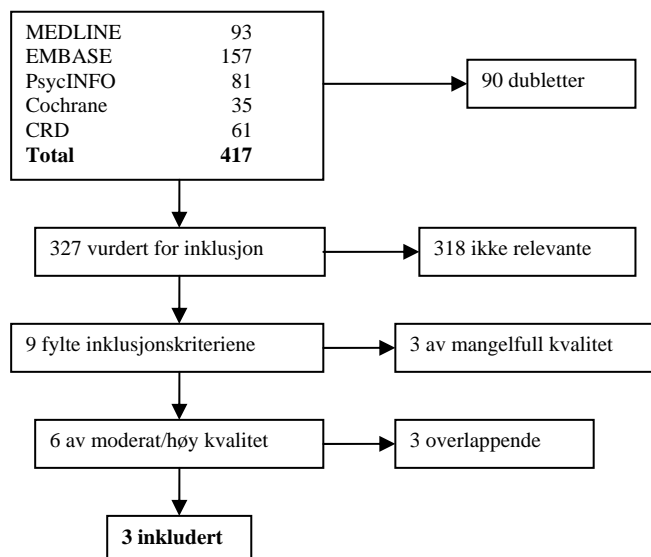 MEDLINE 93
EMBASE 157
PsycINFO 81
Cochrane 35
CRD 61
Total 417
90 dubletter
327 vurdert for inklusjon
318 ikke relevante
9 fylte inklusjonskriteriene
3 av mangelfull kvalitet
6 av moderat/høy kvalitet
3 overlappende
3 inkludert